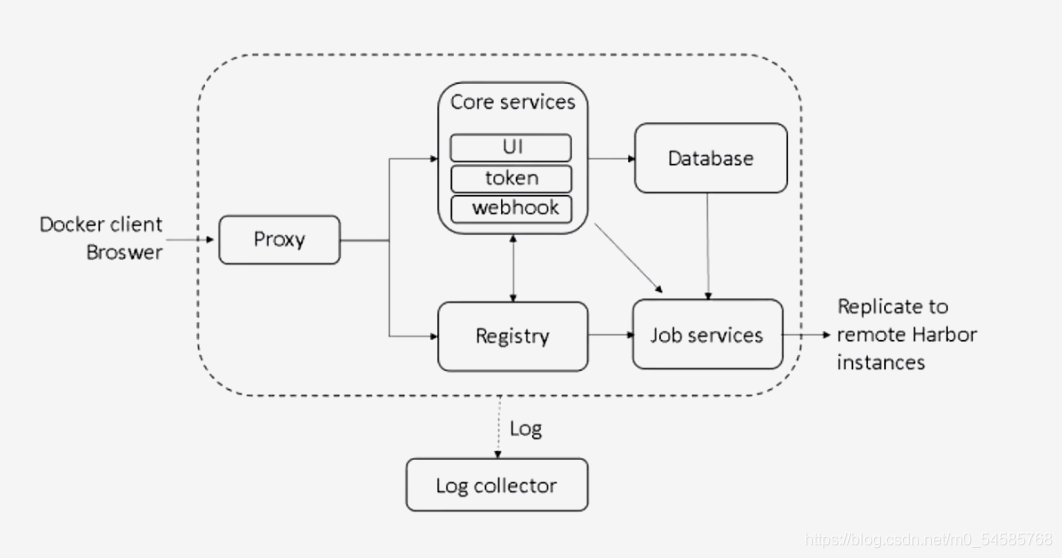 Core services
UI
token
webhook
Database
Docker client
Broswer
Proxy
Registry
Job services
Replicate to
remote Harbor
instances
Log
Log collector
https://blog.csdn.net/m0_54585768